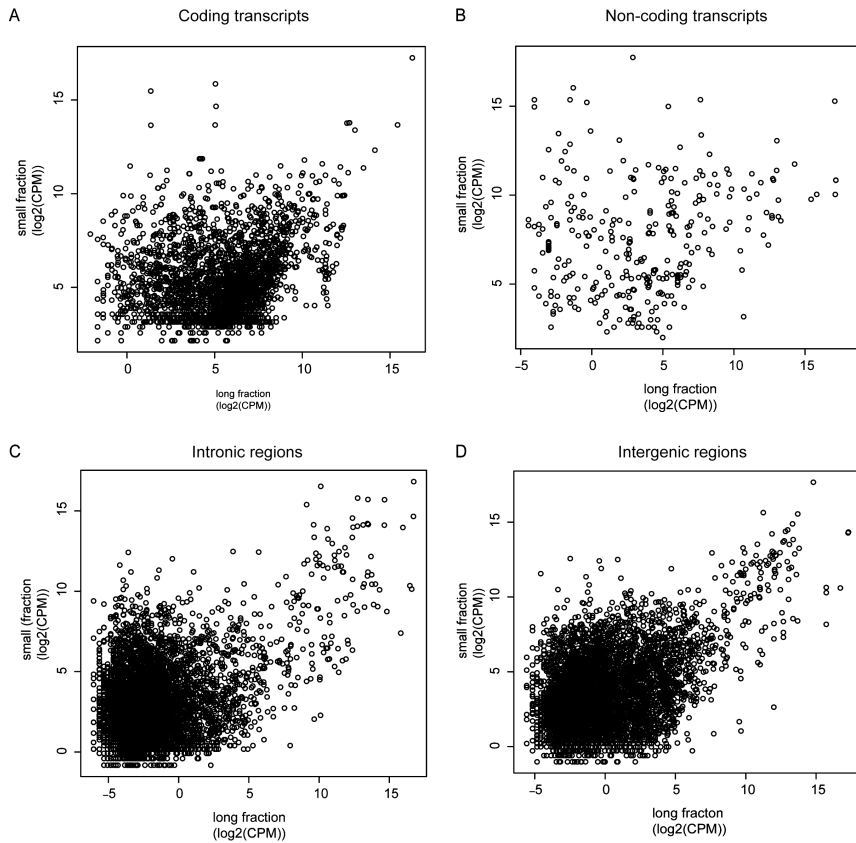 A
Coding transcripts
15
10
5
small fraction
(log2(CPM))
0
5
10
15
long fraction
(log2(CPM))
B
Non-coding transcripts
15
10
5
small fraction
(log2(CPM))
−5
0
5
10
15
long fraction
(log2(CPM))
C
Intronic regions
15
10
5
0
small (fraction
(log2(CPM))
−5
0
5
10
15
long fracton
(log2(CPM))
D
Intergenic regions
15
10
5
0
small fraction
(log2(CPM))
−5
0
5
10
15
long fraction
(log2(CPM))